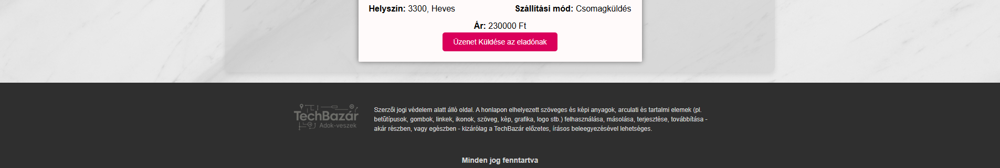 Helyszín: 3300, Heves
Szállítási mód: Csomagküldés
Ár: 230000 Ft
Üzenet Küldése az eladónak
TechBazár
Adok-veszek
Szerzői jogi védelem alatt álló oldal. A honlapon elhelyezett szöveges és képi anyagok, arculati és tartalmi elemek (pl.
betűtípusok, gombok, linkek, ikonok, szöveg, kép, grafika, logo stb.) felhasználása, másolása, terjesztése, továbbítása -
akár részben, vagy egészben - kizárólag a TechBazár előzetes, írásos beleegyezésével lehetséges.
Minden jog fenntartva